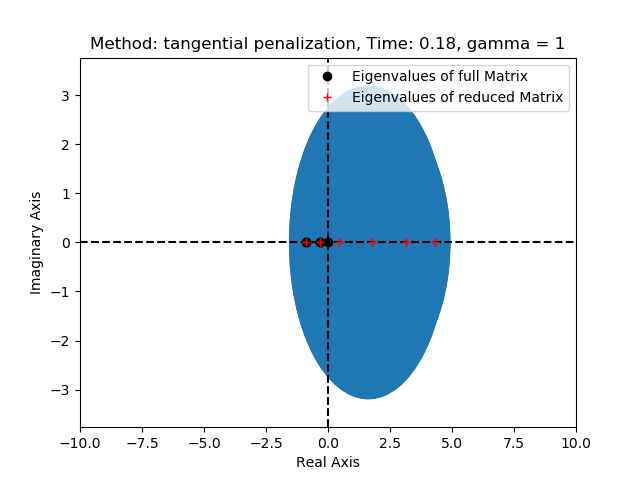 Method: tangential penalization, Time: 0.18, gamma = 1
Eigenvalues of full Matrix
Eigenvalues of reduced Matrix
3
2
1
0
−1
−2
−3
Imaginary Axis
−10.0 −7.5 −5.0 −2.5 0.0 2.5 5.0 7.5 10.0
Real Axis